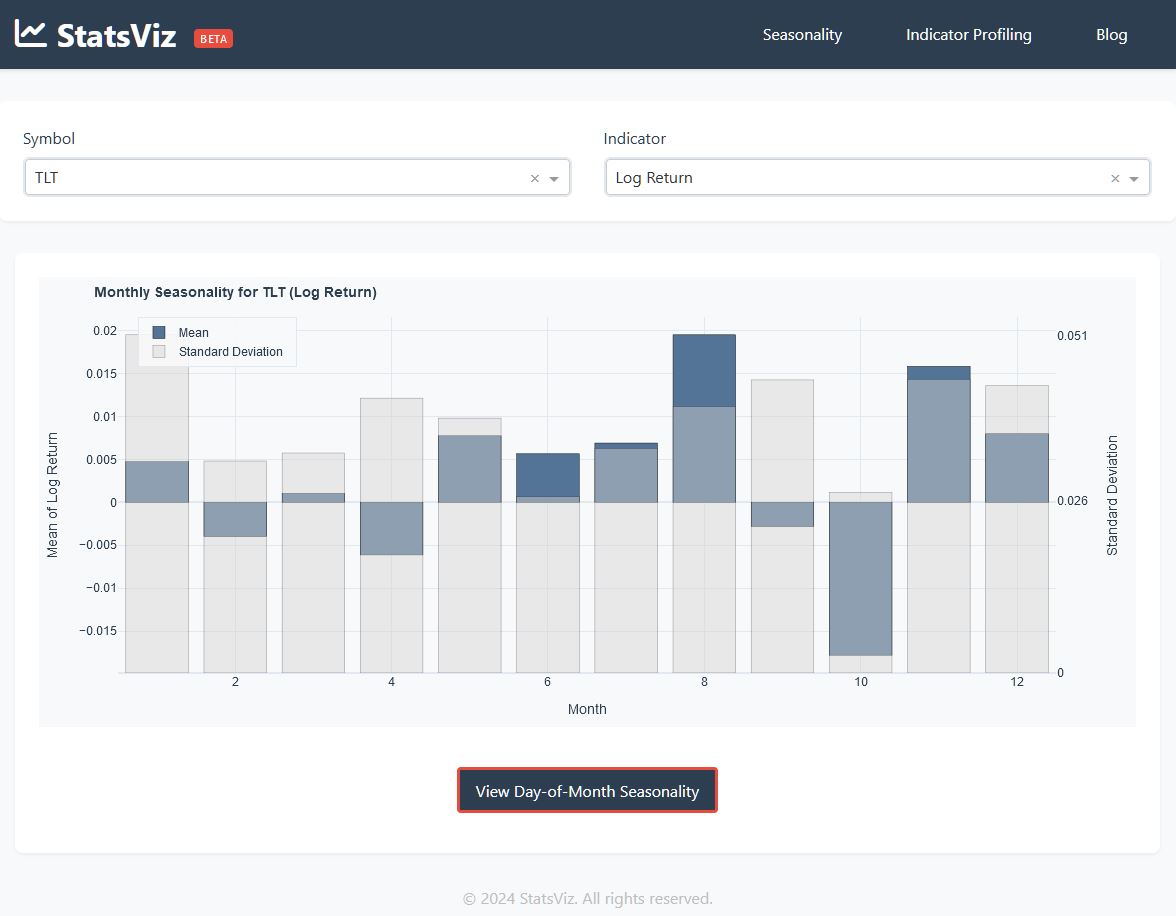 StatsViz BETA Seasonality Indicator Profiling Blog
Symbol Indicator
TLT × Log Return ×
Monthly Seasonality for TLT (Log Return)
Mean
Standard Deviation
0.02
0.015
0.01
0.005
0
−0.005
−0.01
−0.015
Mean of Log Return
0.051
0.026
0
Standard Deviation
2 4 6 8 10 12
Month
View Day-of-Month Seasonality
© 2024 StatsViz. All rights reserved.